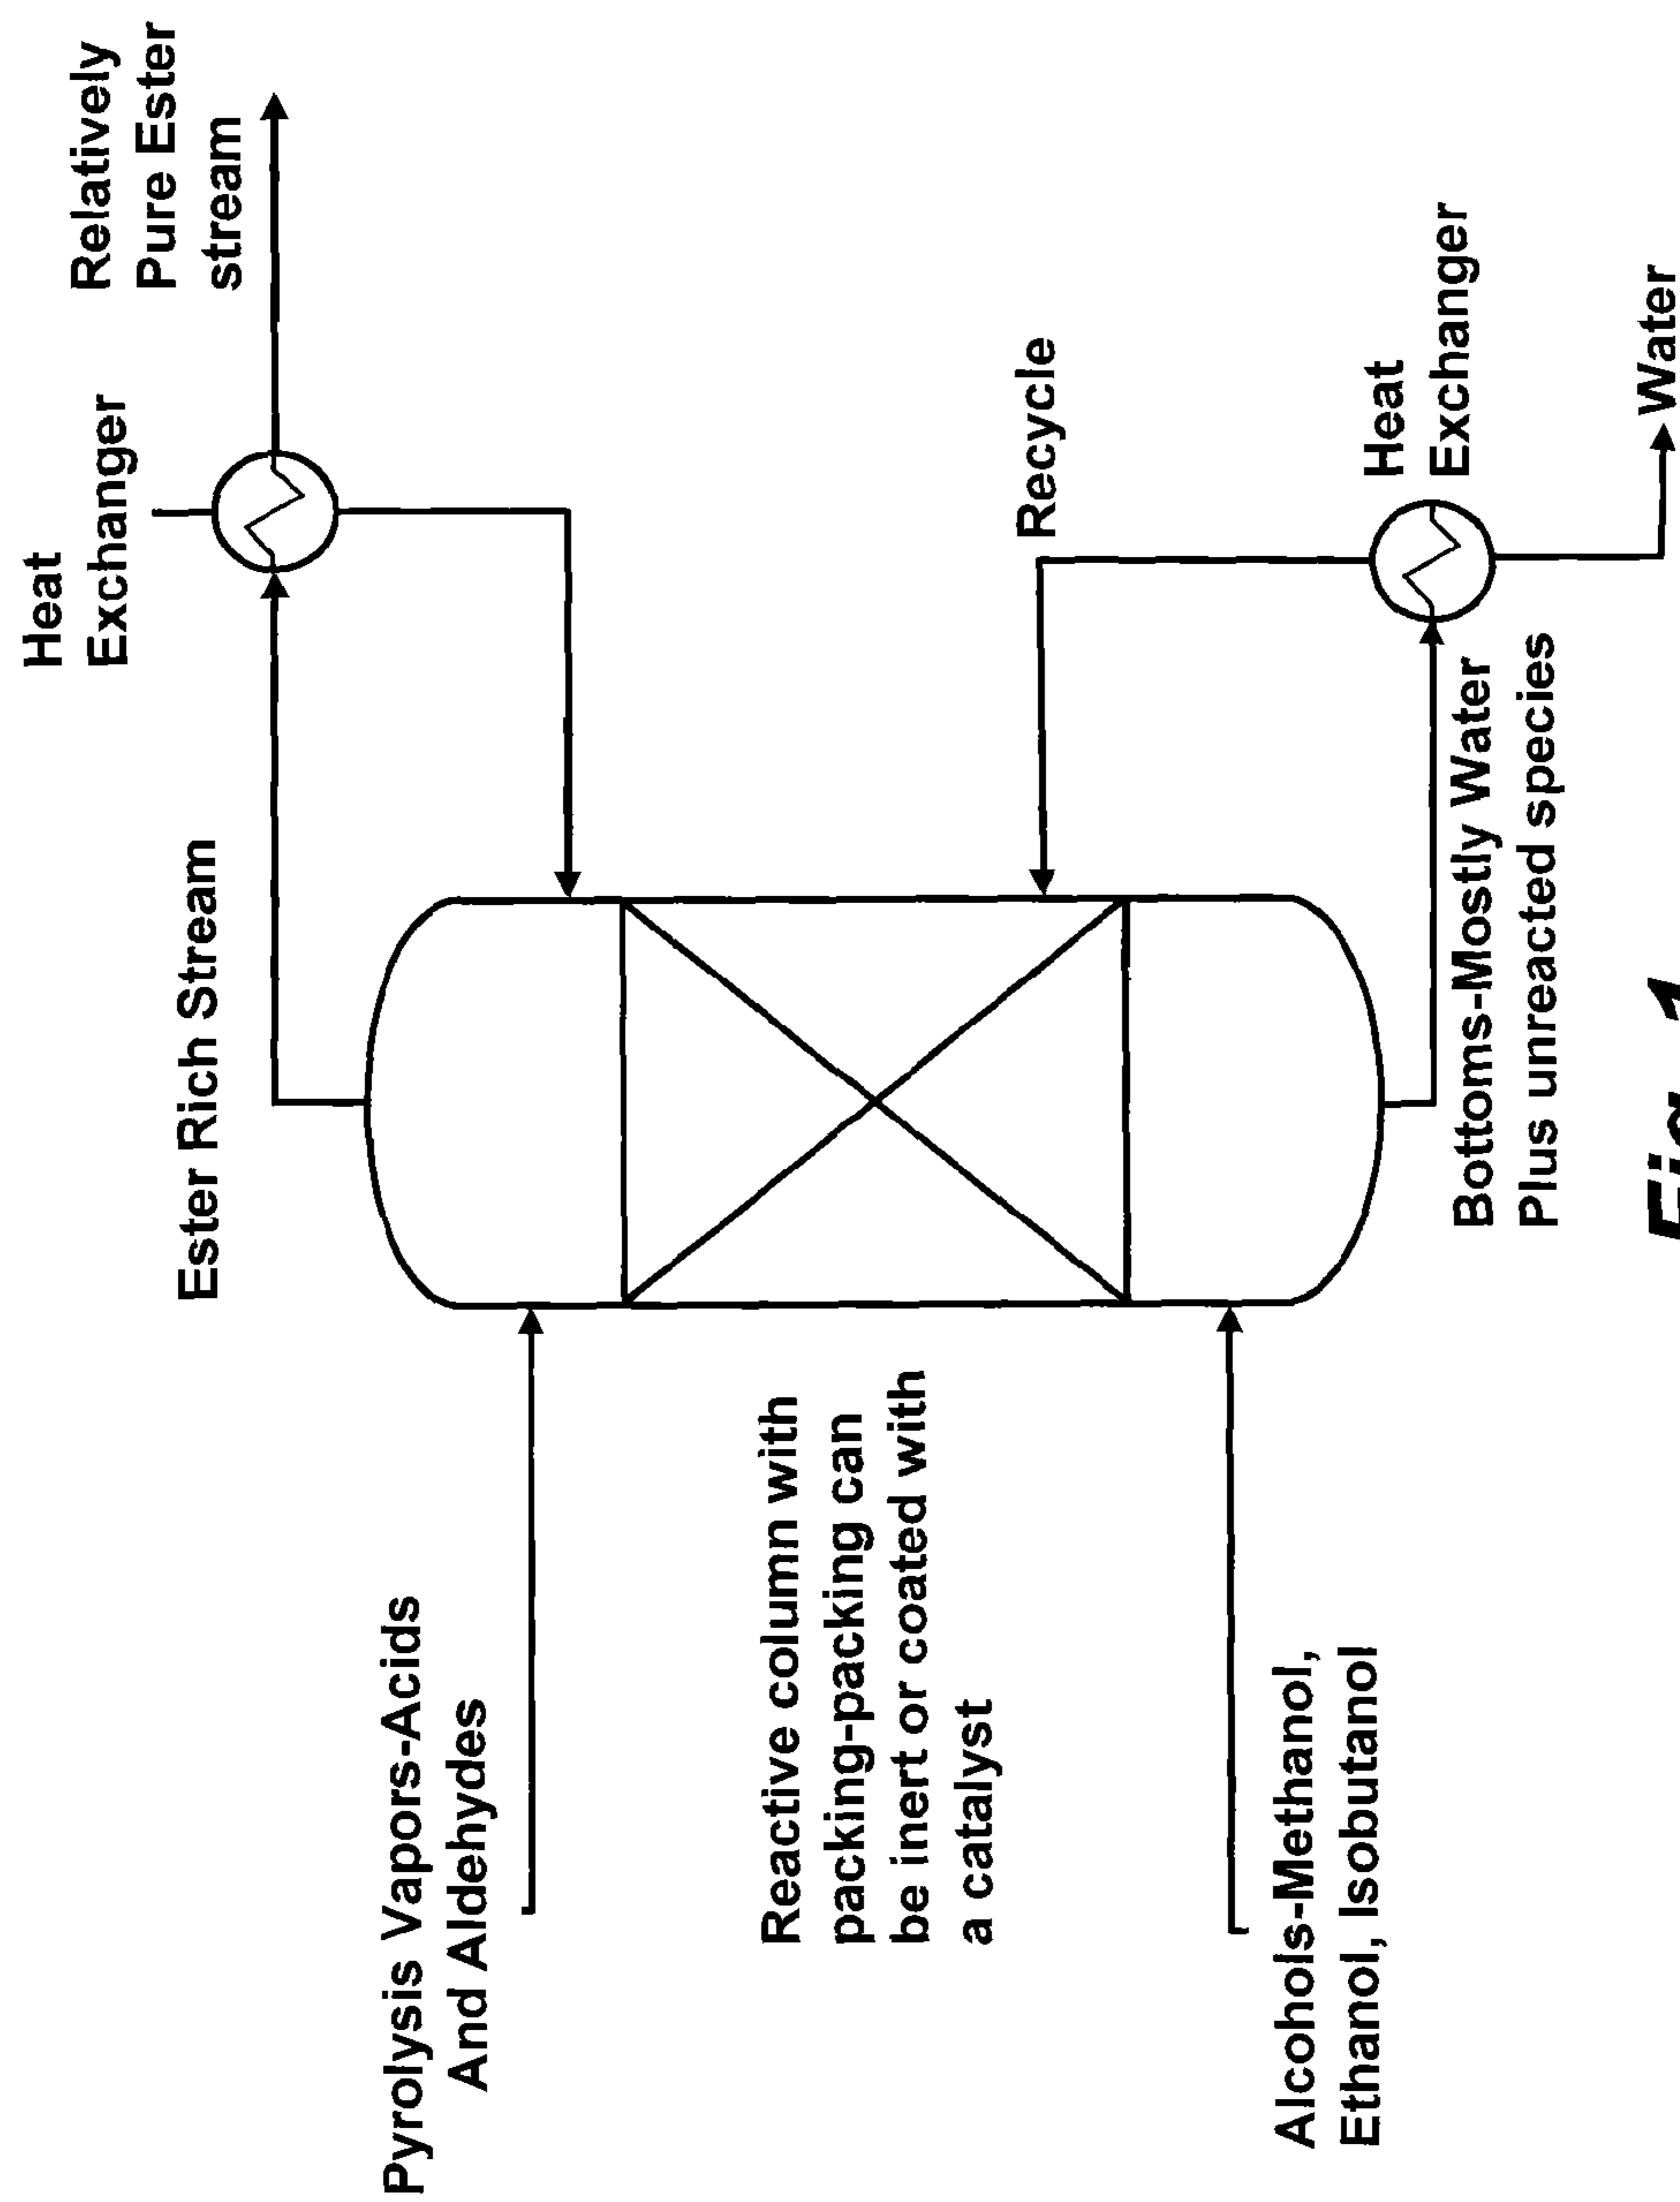 Heat
Exchanger
Relatively
Pure Ester
stream
Ester Rich Stream
Pyrolysis Vapors-Acids
And Aldehydes
Reactive column with
packing-packing can
be inert or coated with
a catalyst
Recycle
Alcohols-Methanol,
Ethanol, Isobutanol
Heat
Exchanger
Bottoms-Mostly Water
Plus unreacted species
Water
Fig. 1